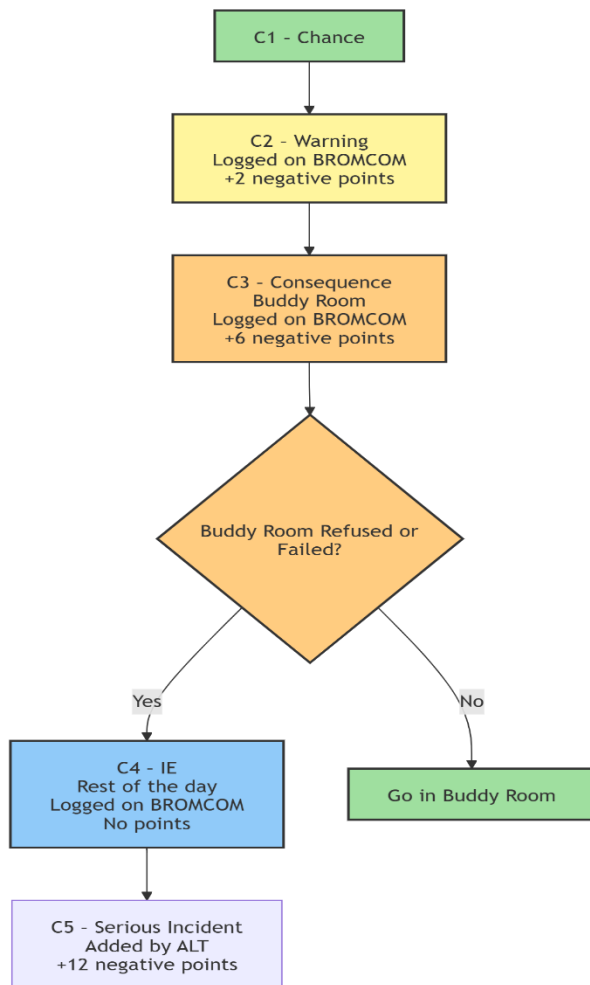 C1 – Chance
C2 – Warning
Logged on BROMCOM
+2 negative points
C3 – Consequence
Buddy Room
Logged on BROMCOM
+6 negative points
Buddy Room Refused or
Failed?
Yes
No
C4 – IE
Rest of the day
Logged on BROMCOM
No points
Go in Buddy Room
C5 – Serious Incident
Added by ALT
+12 negative points